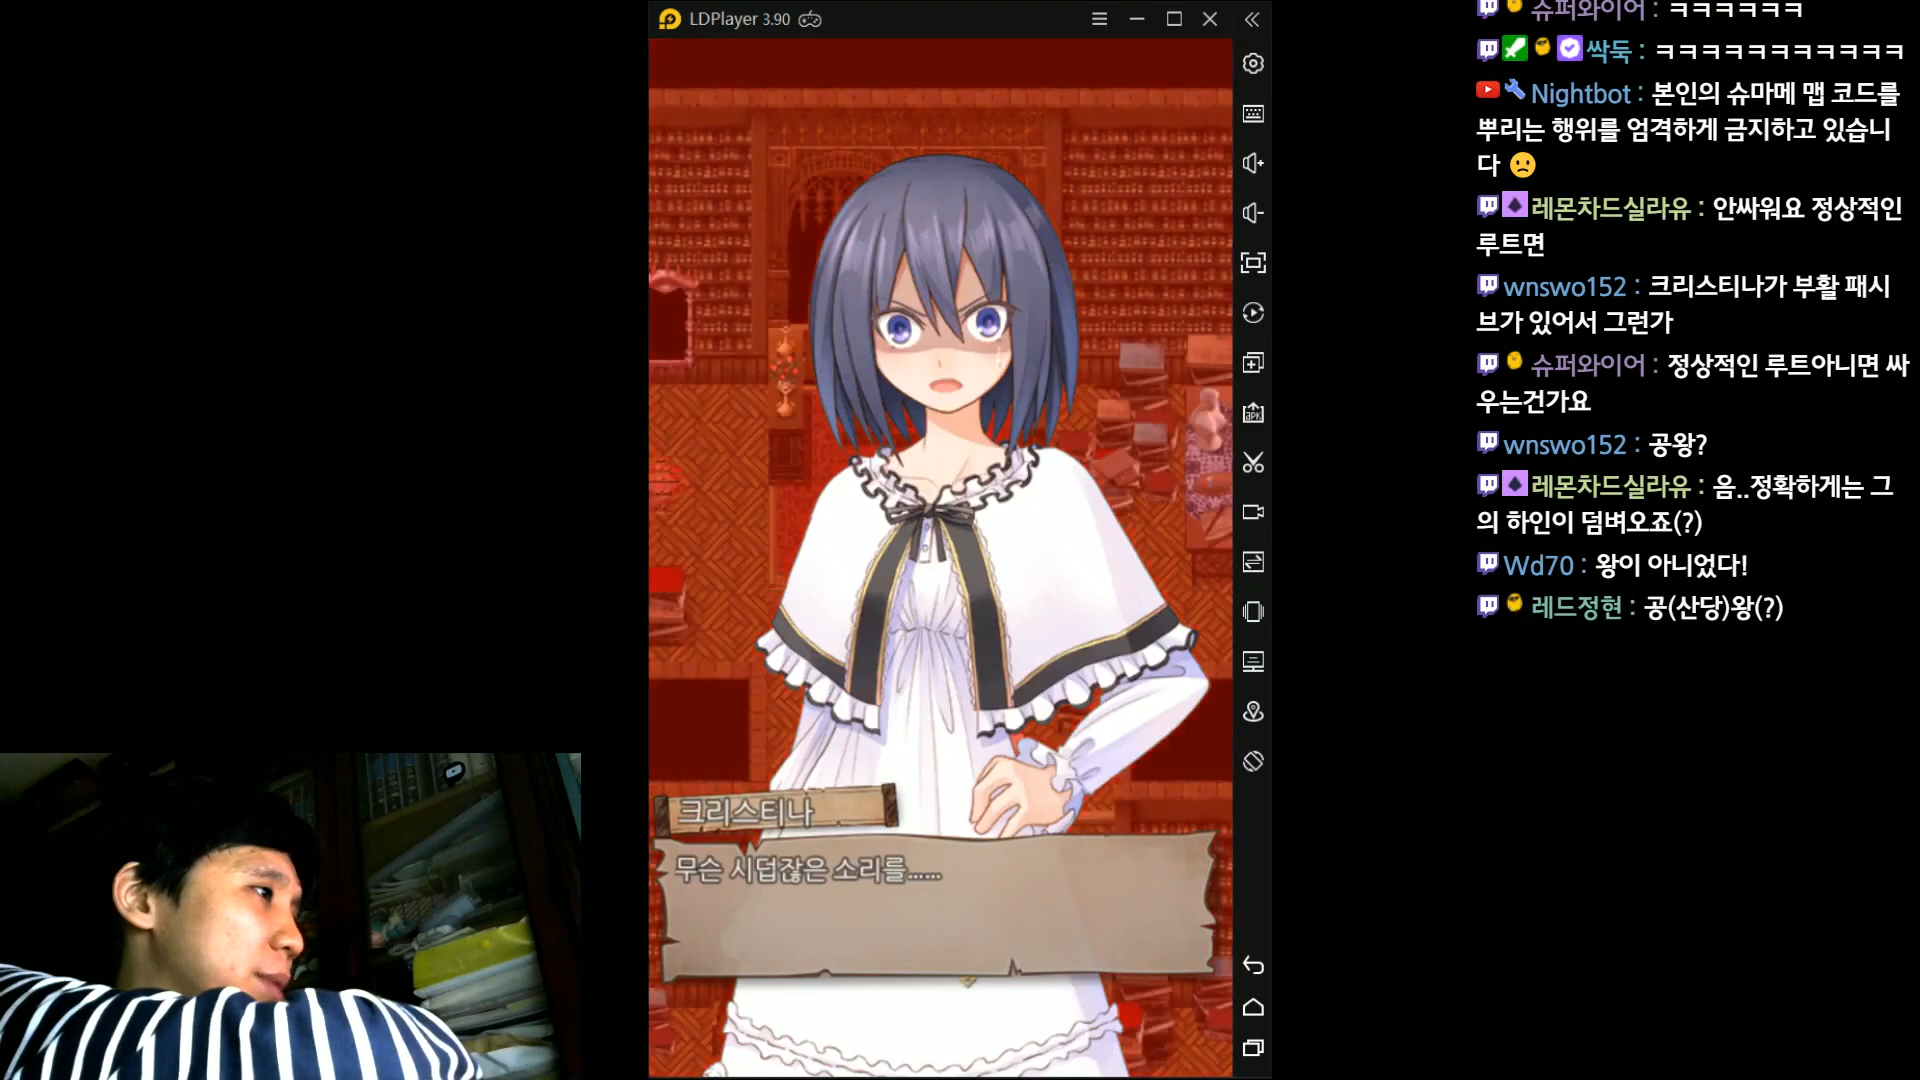 LDPlayer 3.90
크리스티나
무슨 시덥잖은 소리를......
슈퍼와이어 : ㅋㅋㅋㅋㅋㅋ
싹둑 : ㅋㅋㅋㅋㅋㅋㅋㅋㅋㅋㅋ
Nightbot : 본인의 슈마메 맵 코드를
뿌리는 행위를 엄격하게 금지하고 있습니
다 🙁
레몬차드실라유 : 안싸워요 정상적인
루트면
wnswo152 : 크리스티나가 부활 패시
브가 있어서 그런가
슈퍼와이어 : 정상적인 루트아니면 싸
우는건가요
wnswo152 : 공왕?
레몬차드실라유 : 음..정확하게는 그
의 하인이 덤벼오죠(?)
Wd70 : 왕이 아니었다!
레드정현 : 공(산당)왕(?)